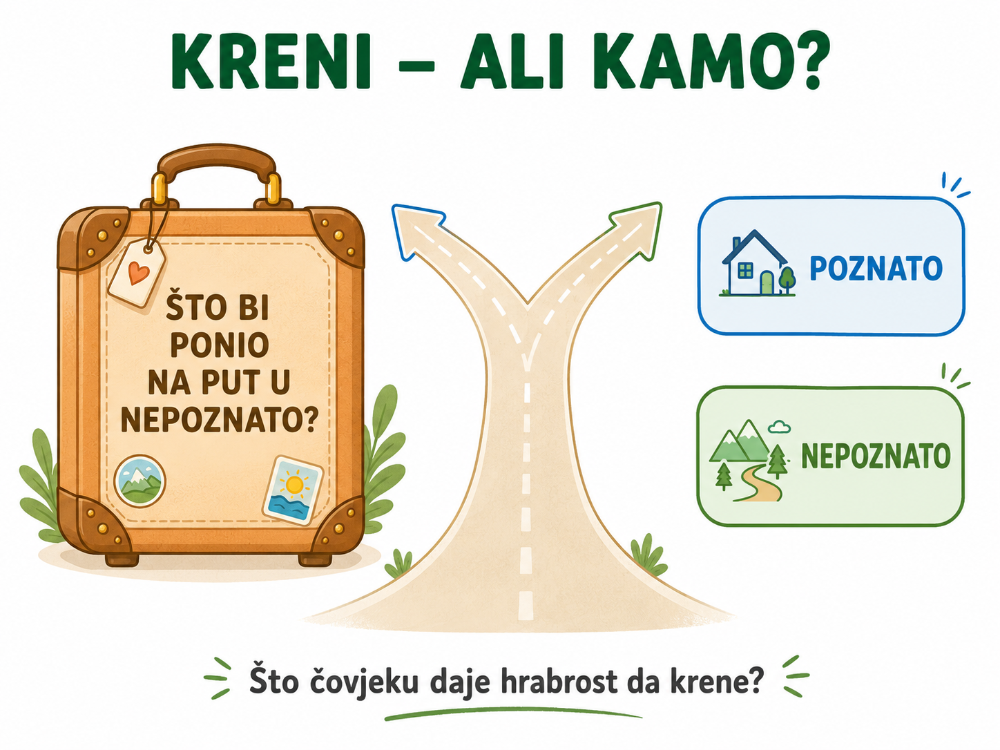 KRENI – ALI KAMO?
ŠTO BI
PONIO
NA PUT U
NEPOZNATO?
POZNATO
NEPOZNATO
Što čovjeku daje hrabrost da krene?